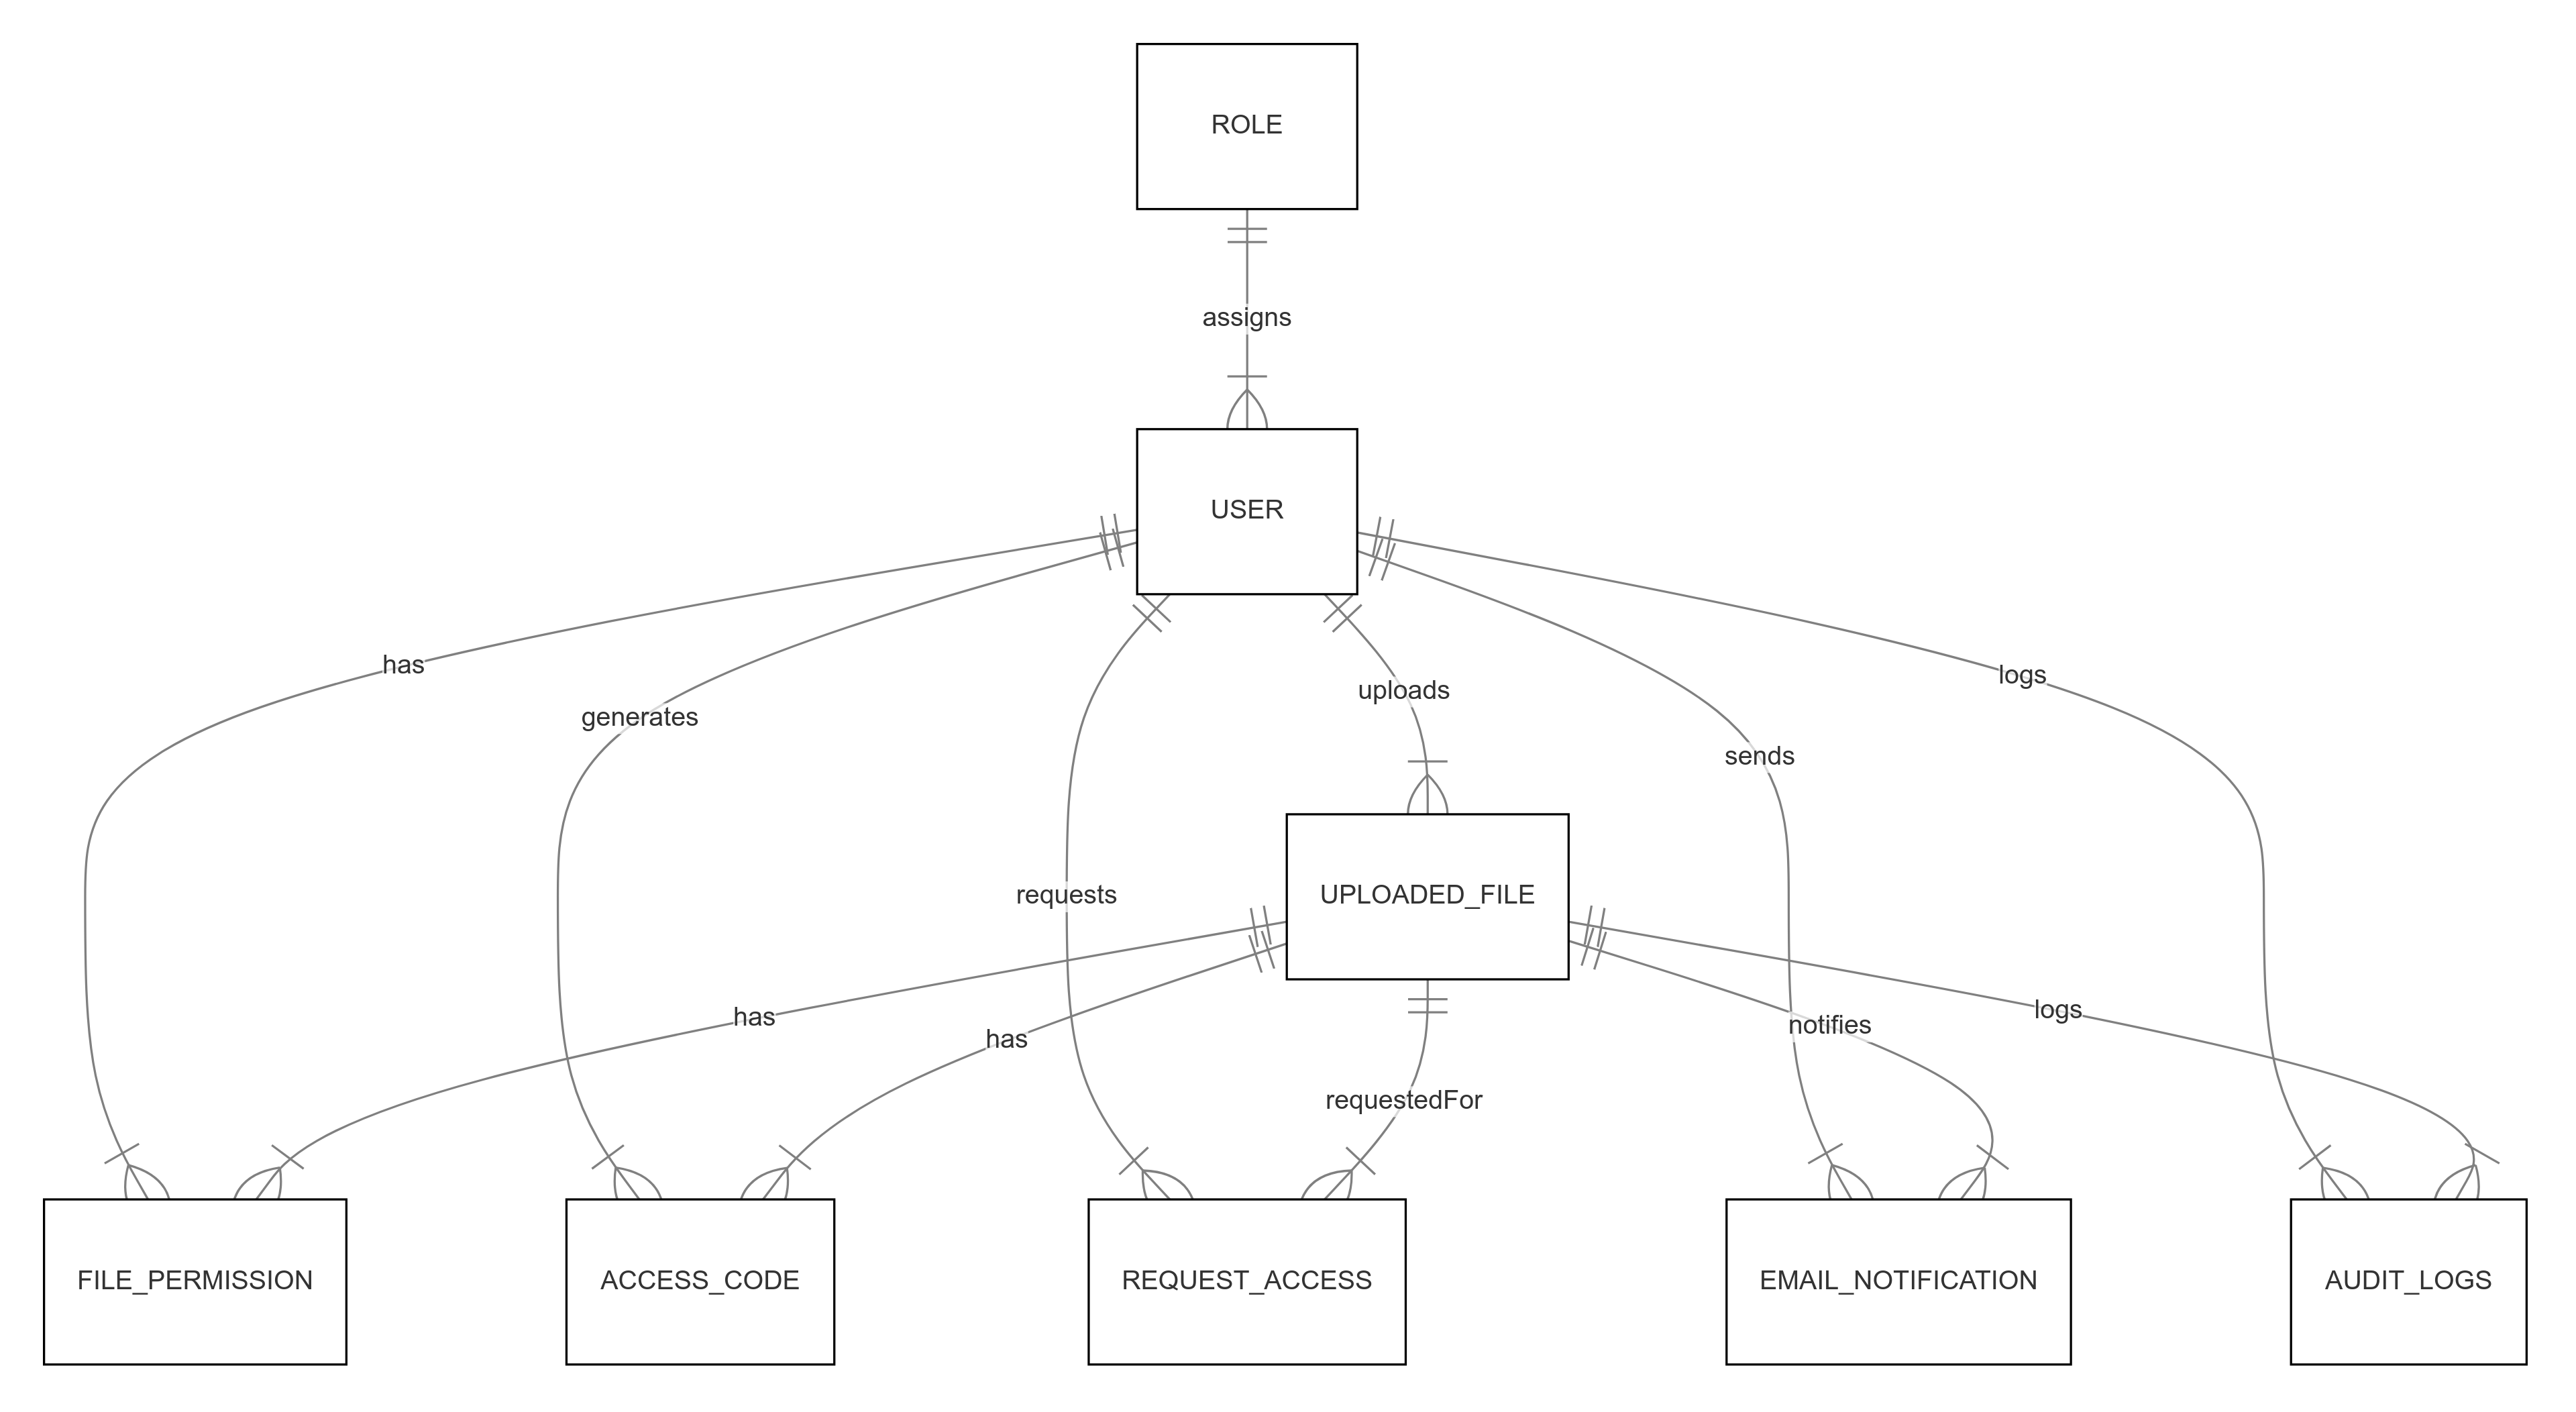 ROLE
assigns
USER
has
logs
uploads
generates
sends
requests
UPLOADED_FILE
logs
has
notifies
has
requestedFor
FILE_PERMISSION
ACCESS_CODE
REQUEST_ACCESS
EMAIL_NOTIFICATION
AUDIT_LOGS